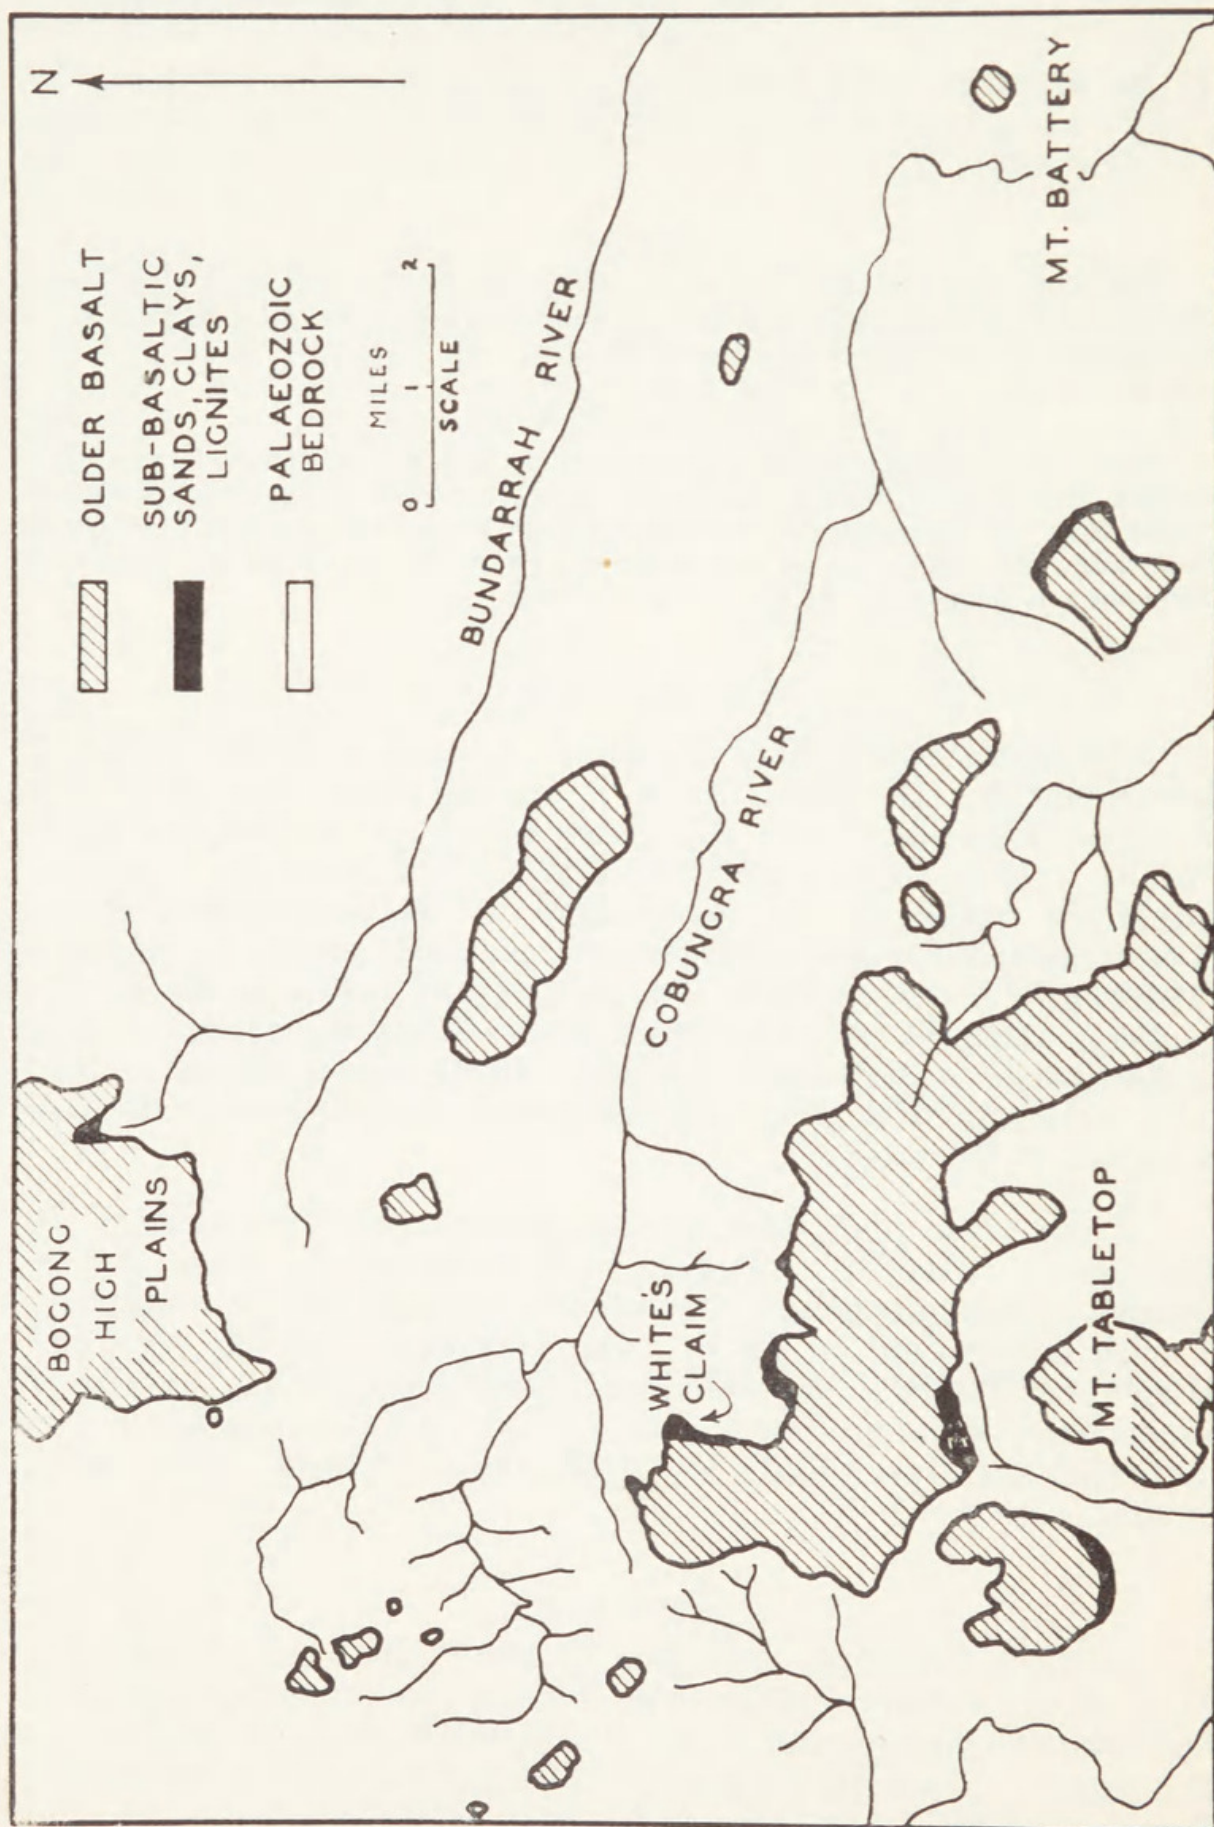 N
OLDER BASALT
SUB-BASALTIC
SANDS, CLAYS,
LIGNITES
PALAEOZOIC
BEDROCK
MILES
0 1 2
SCALE
BOGONG
HIGH
PLAINS
BUNDARRAH RIVER
COBUNGRA RIVER
WHITE'S
CLAIM
MT. TABLETOP
MT. BATTERY